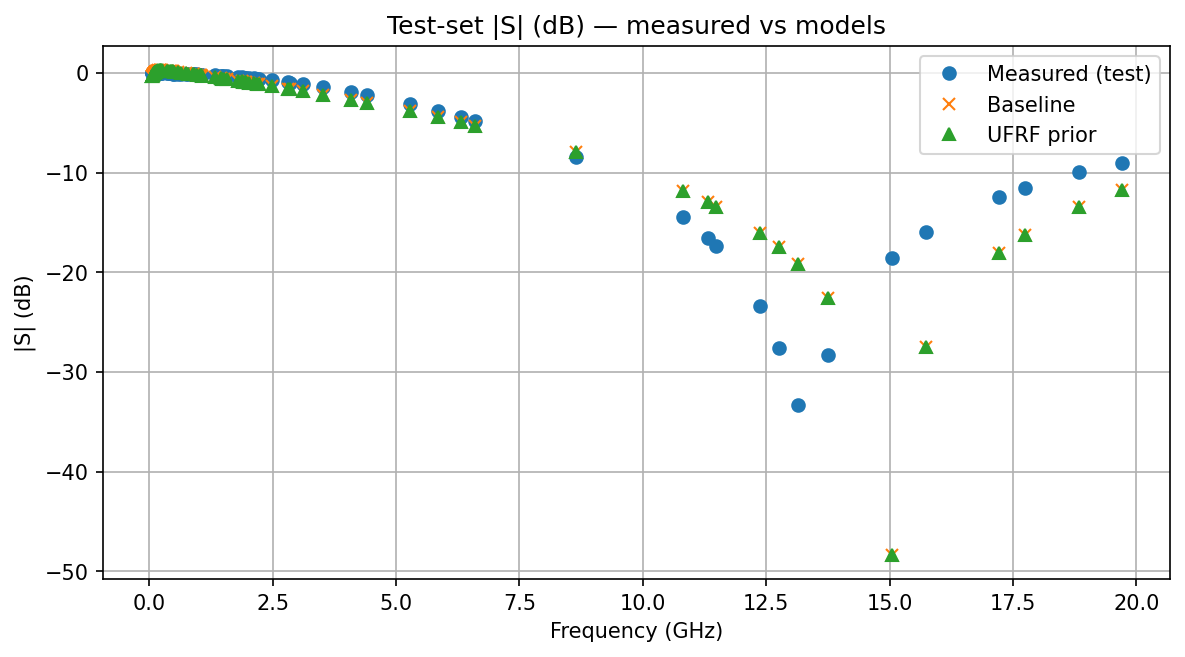 Test-set |S| (dB) — measured vs models
Measured (test)
Baseline
UFRF prior
|S| (dB)
0
−10
−20
−30
−40
−50
0.0 2.5 5.0 7.5 10.0 12.5 15.0 17.5 20.0
Frequency (GHz)